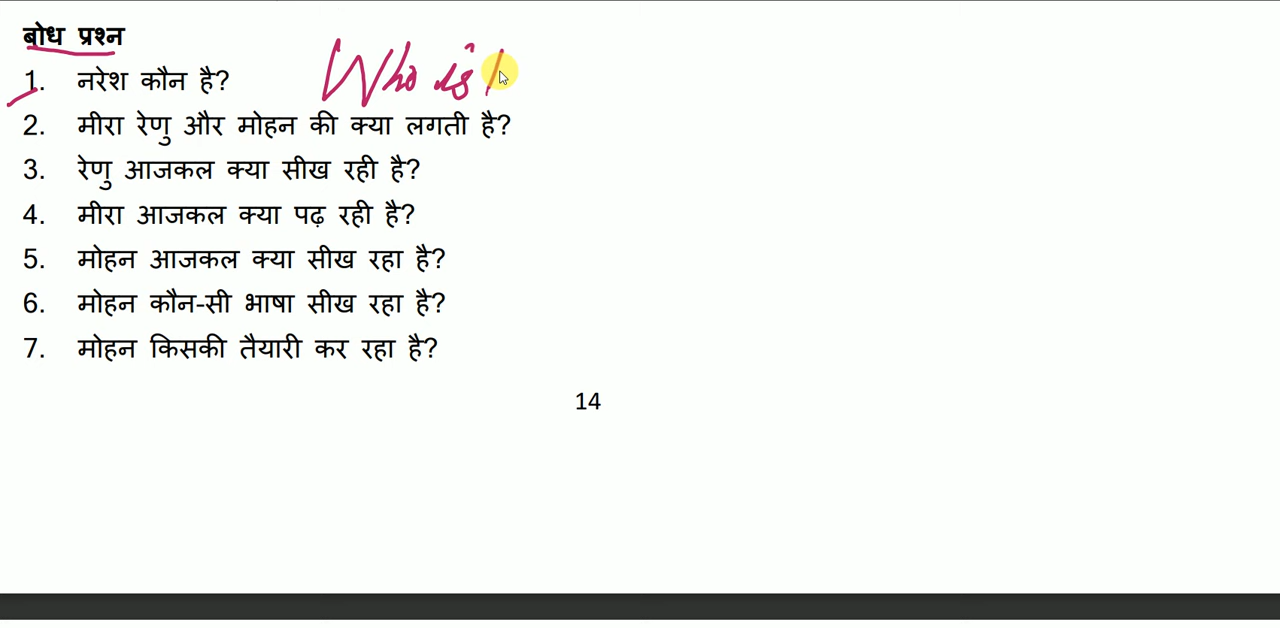 बोध प्रश्न
1. नरेश कौन है? Who is
2. मीरा रेणु और मोहन की क्या लगती है?
3. रेणु आजकल क्या सीख रही है?
4. मीरा आजकल क्या पढ़ रही है?
5. मोहन आजकल क्या सीख रहा है?
6. मोहन कौन-सी भाषा सीख रहा है?
7. मोहन किसकी तैयारी कर रहा है?
14